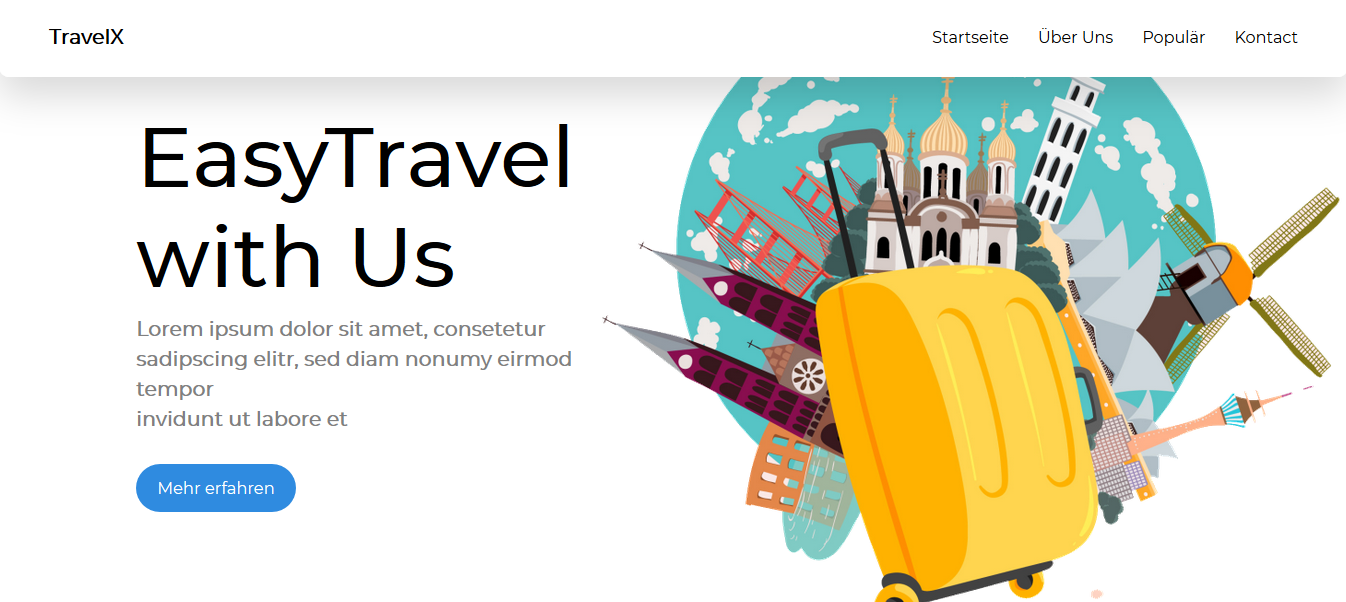 TravelX
Startseite Über Uns Populär Kontact
EasyTravel
with Us
Lorem ipsum dolor sit amet, consetetur
sadipscing elitr, sed diam nonumy eirmod
tempor
invidunt ut labore et
Mehr erfahren